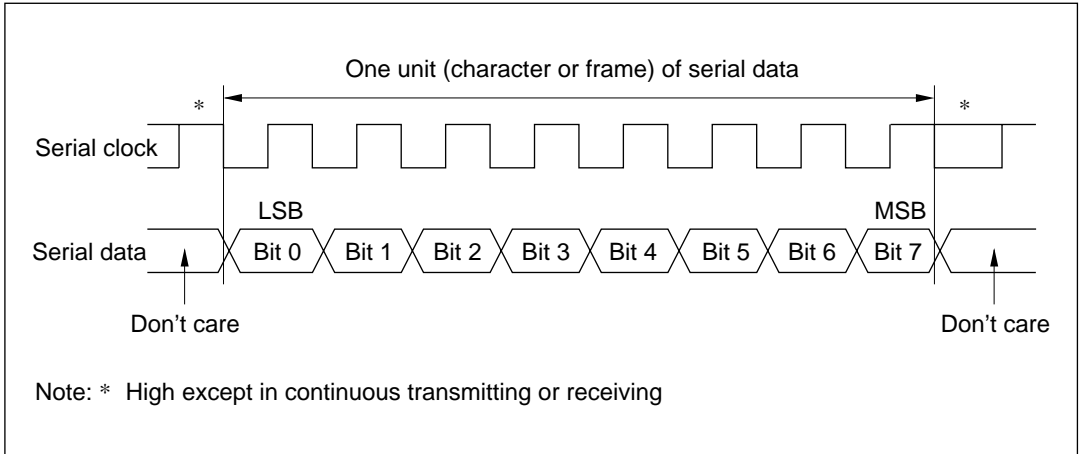 One unit (character or frame) of serial data
* *
Serial clock
LSB MSB
Serial data Bit 0 Bit 1 Bit 2 Bit 3 Bit 4 Bit 5 Bit 6 Bit 7
Don’t care Don’t care
Note: * High except in continuous transmitting or receiving